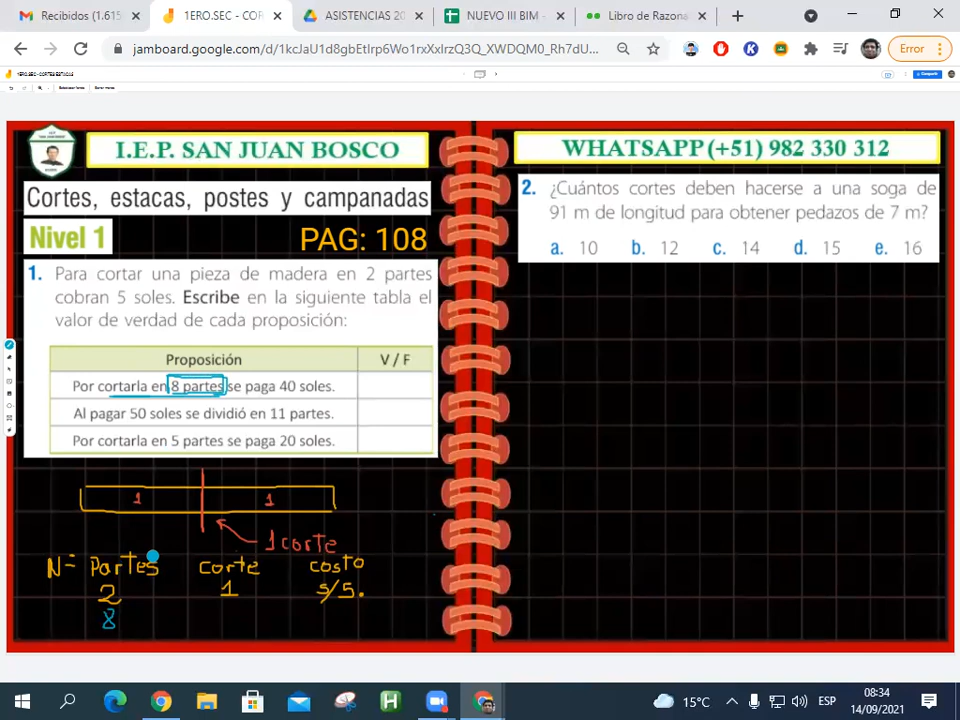 Recibidos (1.615
1ERO.SEC - COR
ASISTENCIAS 20
NUEVO III BIM -
Libro de Razona
jamboard.google.com/d/1kcJaU1d8gbEtIrp6Wo1rxXxIrzQ3Q_XWDQM0_Rh7dU...
Error
I.E.P. SAN JUAN BOSCO
Cortes, estacas, postes y campanadas
Nivel 1
PAG: 108
1. Para cortar una pieza de madera en 2 partes
cobran 5 soles. Escribe en la siguiente tabla el
valor de verdad de cada proposición:
Proposición V / F
Por cortarla en 8 partes se paga 40 soles.
Al pagar 50 soles se dividió en 11 partes.
Por cortarla en 5 partes se paga 20 soles.
1 1
1 corte
N= Partes corte costo
2 1 s/5.
8
WHATSAPP (+51) 982 330 312
2. ¿Cuántos cortes deben hacerse a una soga de
91 m de longitud para obtener pedazos de 7 m?
a. 10 b. 12 c. 14 d. 15 e. 16
15°C
ESP
08:34
14/09/2021